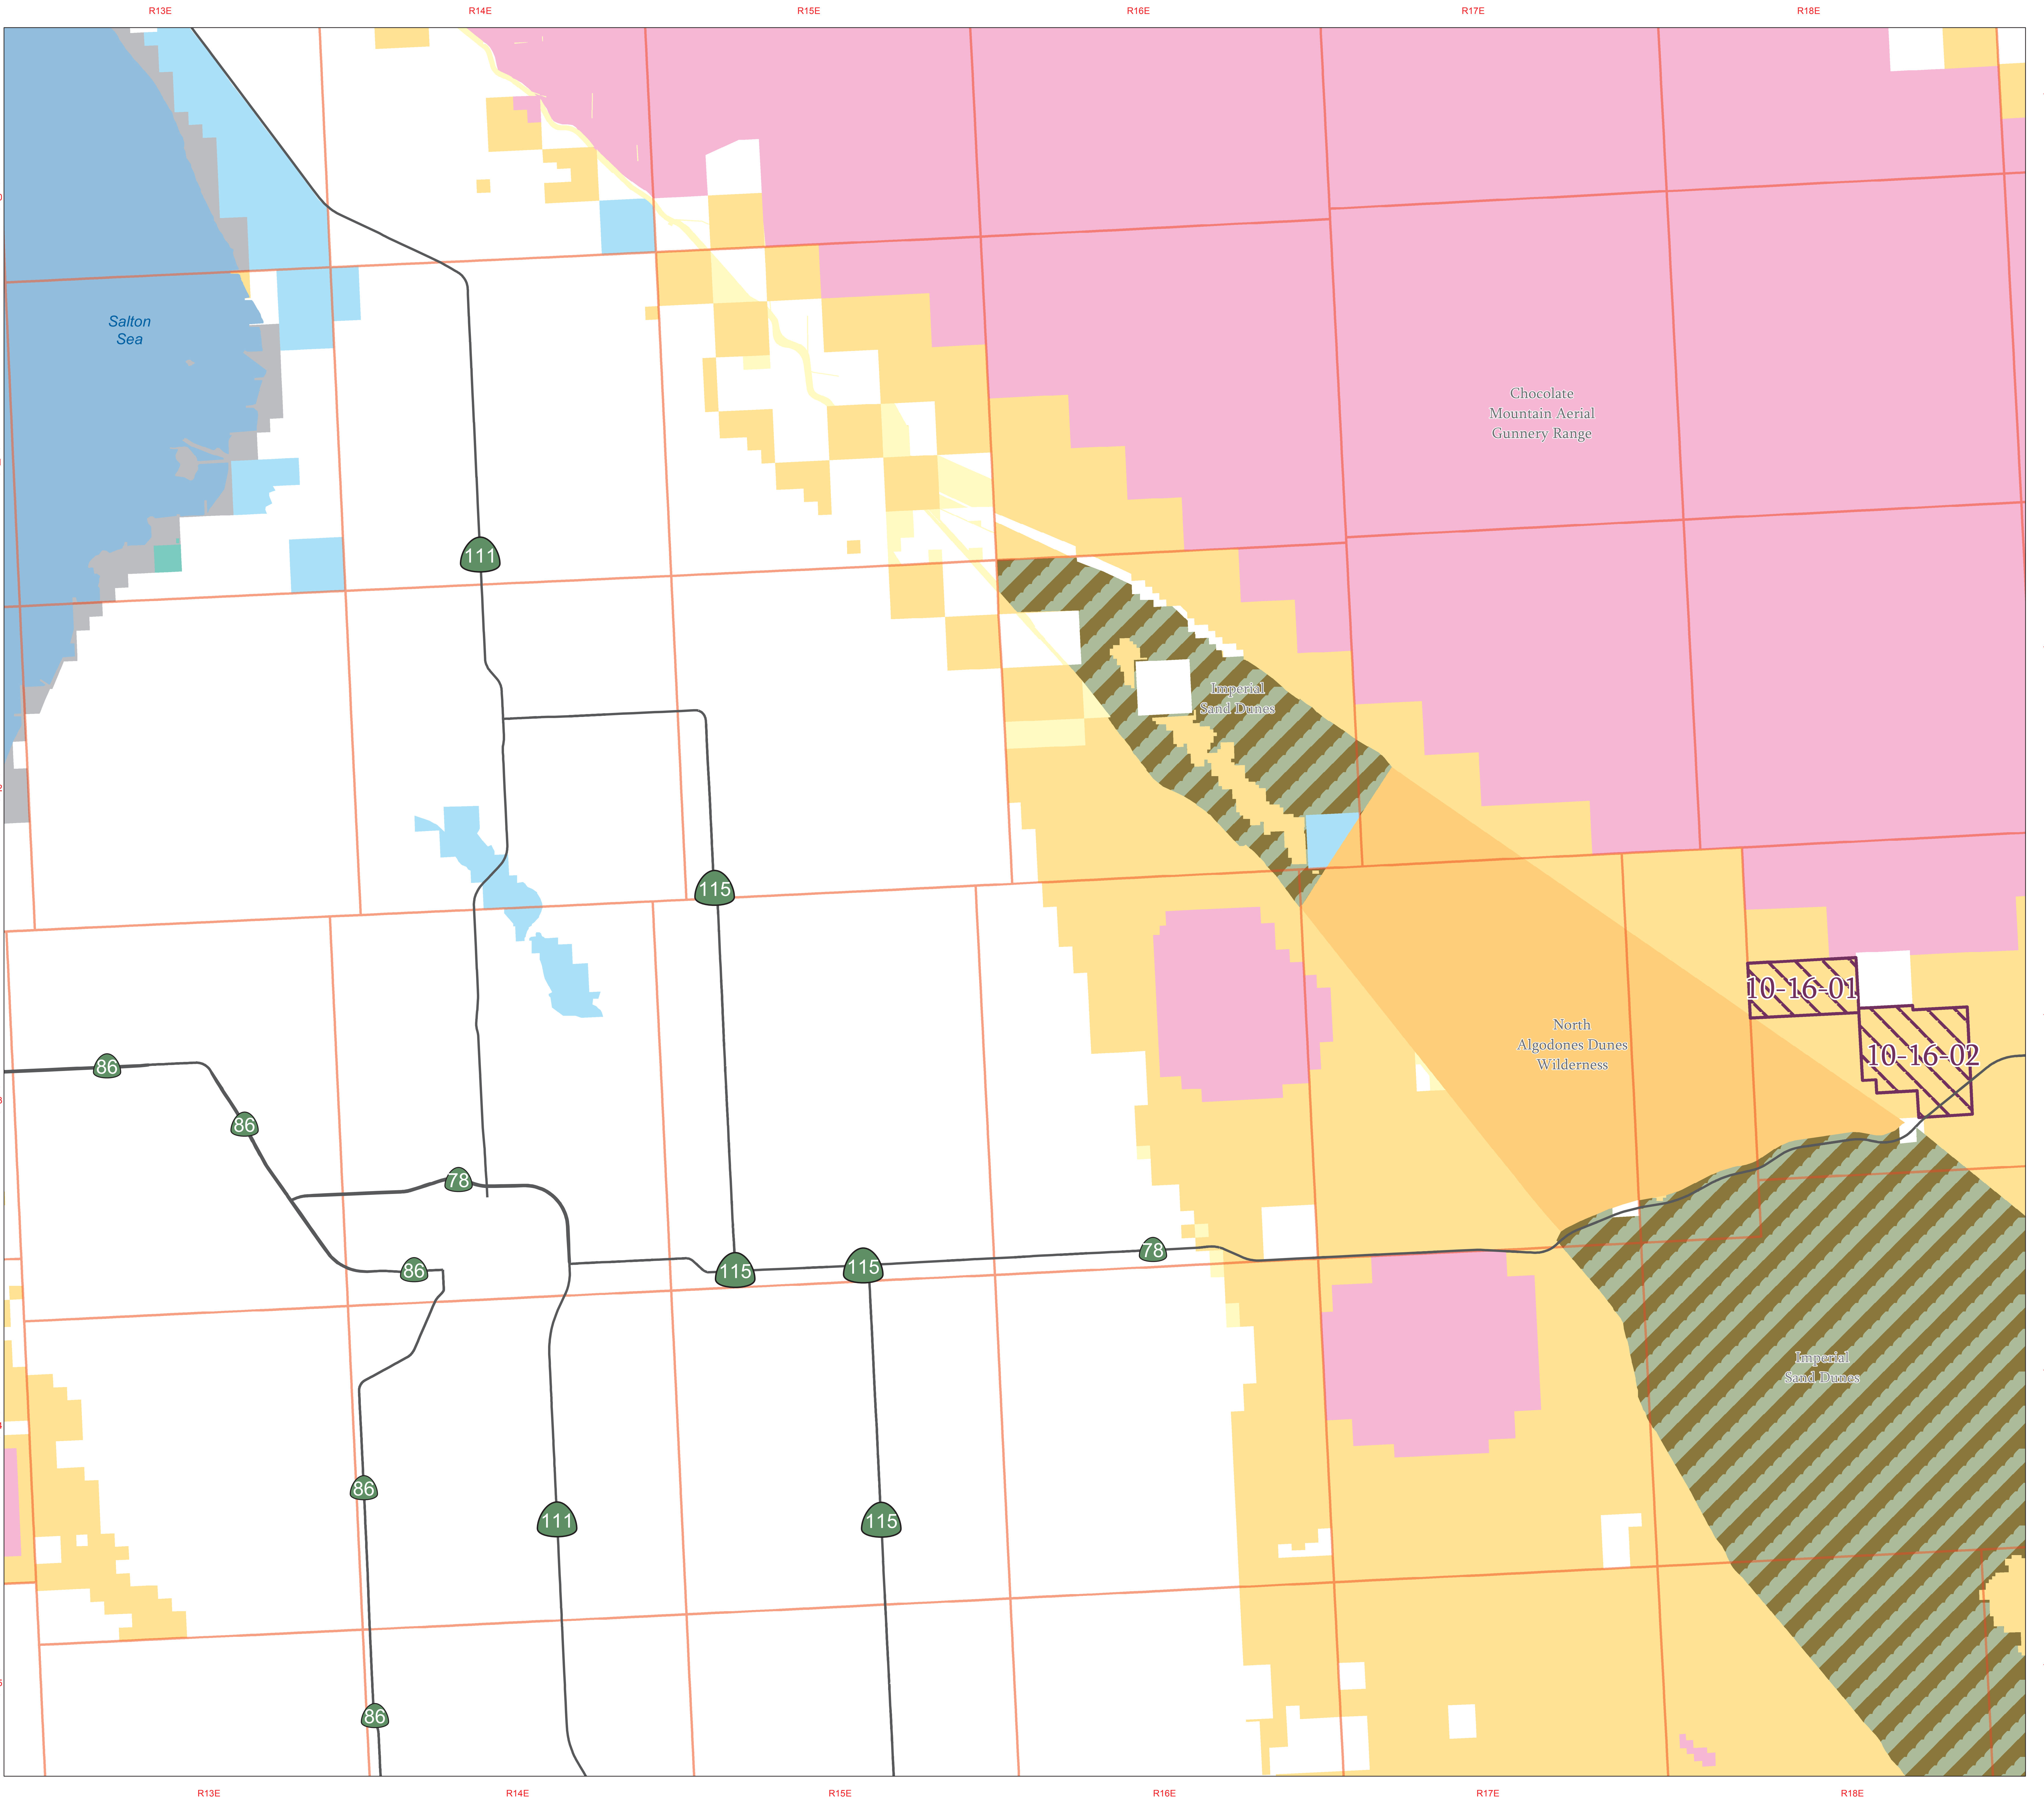 R13E R14E R15E R16E R17E R18E
Salton
Sea
Chocolate
Mountain Aerial
Gunnery Range
111
Imperial
Sand Dunes
115
10-16-01
North
Algodones Dunes
Wilderness
10-16-02
86
86
78
78
86
115
115
Imperial
Sand Dunes
86
111
115
86
R13E R14E R15E R16E R17E R18E